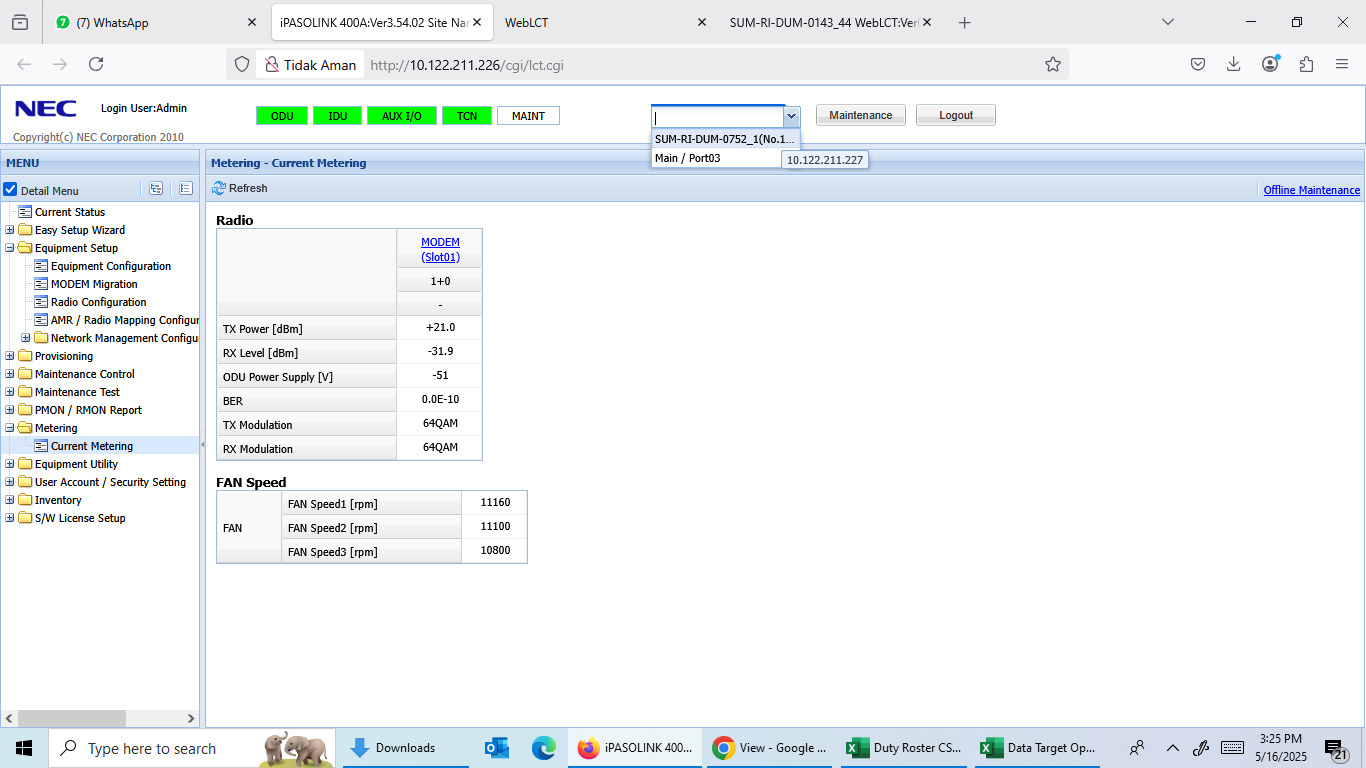 (7) WhatsApp
iPASOLINK 400A:Ver3.54.02 Site Nar
WebLCT
SUM-RI-DUM-0143_44 WebLCT:Ver
Tidak Aman
http://10.122.211.226/cgi/lct.cgi
NEC
Login User:Admin
Copyright(c) NEC Corporation 2010
ODU
IDU
AUX I/O
TCN
MAINT
SUM-RI-DUM-0752_1(No.1...
Main / Port03
10.122.211.227
Maintenance
Logout
MENU
Detail Menu
Current Status
Easy Setup Wizard
Equipment Setup
Equipment Configuration
MODEM Migration
Radio Configuration
AMR / Radio Mapping Configur
Network Management Configu
Provisioning
Maintenance Control
Maintenance Test
PMON / RMON Report
Metering
Current Metering
Equipment Utility
User Account / Security Setting
Inventory
S/W License Setup
Metering - Current Metering
Refresh
Offline Maintenance
Radio
MODEM
(Slot01)
1+0
-
TX Power [dBm] +21.0
RX Level [dBm] -31.9
ODU Power Supply [V] -51
BER 0.0E-10
TX Modulation 64QAM
RX Modulation 64QAM
FAN Speed
FAN
FAN Speed1 [rpm] 11160
FAN Speed2 [rpm] 11100
FAN Speed3 [rpm] 10800
Type here to search
Downloads
iPASOLINK 400...
View - Google ...
Duty Roster CS...
Data Target Op...
3:25 PM
5/16/2025
21